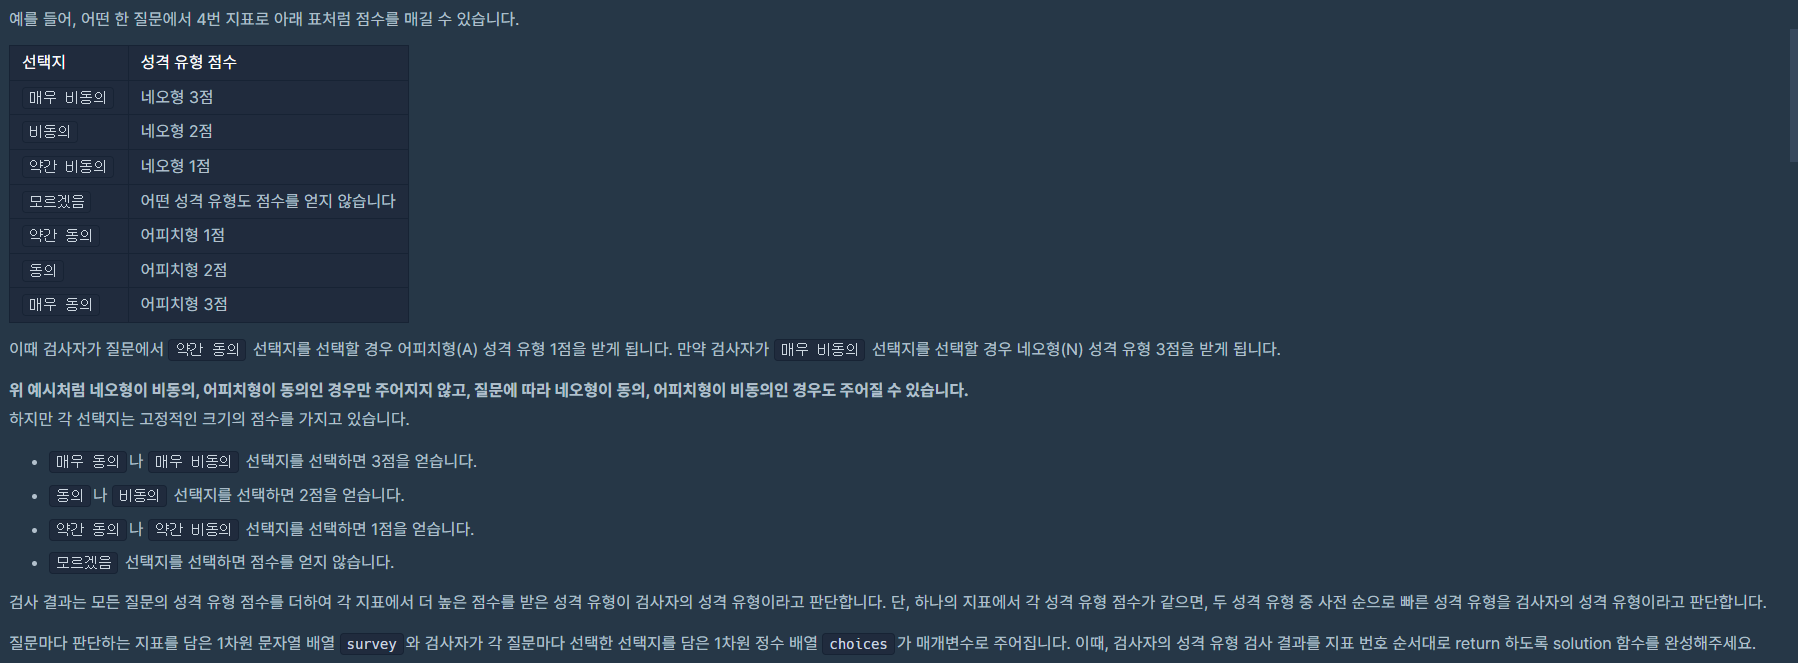 예를 들어, 어떤 한 질문에서 4번 지표로 아래 표처럼 점수를 매길 수 있습니다.
선택지 성격 유형 점수
매우 비동의 네오형 3점
비동의 네오형 2점
약간 비동의 네오형 1점
모르겠음 어떤 성격 유형도 점수를 얻지 않습니다
약간 동의 어피치형 1점
동의 어피치형 2점
매우 동의 어피치형 3점
이때 검사자가 질문에서 약간 동의 선택지를 선택할 경우 어피치형(A) 성격 유형 1점을 받게 됩니다. 만약 검사자가 매우 비동의 선택지를 선택할 경우 네오형(N) 성격 유형 3점을 받게 됩니다.
위 예시처럼 네오형이 비동의, 어피치형이 동의인 경우만 주어지지 않고, 질문에 따라 네오형이 동의, 어피치형이 비동의인 경우도 주어질 수 있습니다.
하지만 각 선택지는 고정적인 크기의 점수를 가지고 있습니다.
• 매우 동의나 매우 비동의 선택지를 선택하면 3점을 얻습니다.
• 동의나 비동의 선택지를 선택하면 2점을 얻습니다.
• 약간 동의나 약간 비동의 선택지를 선택하면 1점을 얻습니다.
• 모르겠음 선택지를 선택하면 점수를 얻지 않습니다.
검사 결과는 모든 질문의 성격 유형 점수를 더하여 각 지표에서 더 높은 점수를 받은 성격 유형이 검사자의 성격 유형이라고 판단합니다. 단, 하나의 지표에서 각 성격 유형 점수가 같으면, 두 성격 유형 중 사전 순으로 빠른 성격 유형을 검사자의 성격 유형이라고 판단합니다.
질문마다 판단하는 지표를 담은 1차원 문자열 배열 survey와 검사자가 각 질문마다 선택한 선택지를 담은 1차원 정수 배열 choices가 매개변수로 주어집니다. 이때, 검사자의 성격 유형 검사 결과를 지표 번호 순서대로 return 하도록 solution 함수를 완성해주세요.